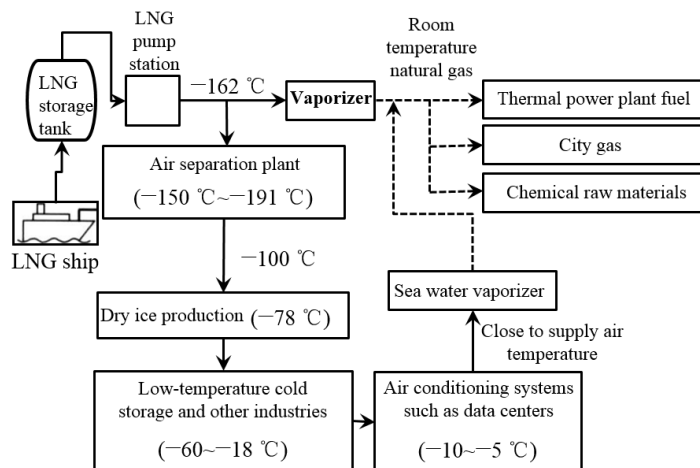 LNG
pump
station
Room
temperature
natural gas
LNG
storage
tank
−162 ℃
Vaporizer
Thermal power plant fuel
City gas
Chemical raw materials
Air separation plant
(−150 ℃~−191 ℃)
LNG ship
−100 ℃
Sea water vaporizer
Dry ice production (−78 ℃)
Close to supply air
temperature
Low-temperature cold
storage and other industries
(−60~−18 ℃)
Air conditioning systems
such as data centers
(−10~−5 ℃)